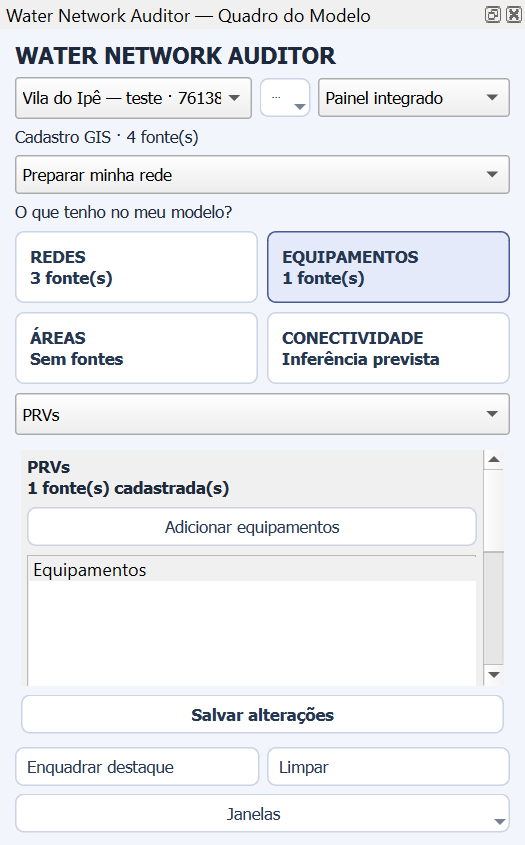 Water Network Auditor — Quadro do Modelo
WATER NETWORK AUDITOR
Vila do Ipê — teste · 76138
...
Painel integrado
Cadastro GIS · 4 fonte(s)
Preparar minha rede
O que tenho no meu modelo?
REDES
3 fonte(s)
EQUIPAMENTOS
1 fonte(s)
ÁREAS
Sem fontes
CONECTIVIDADE
Inferência prevista
PRVs
PRVs
1 fonte(s) cadastrada(s)
Adicionar equipamentos
Equipamentos
Salvar alterações
Enquadrar destaque
Limpar
Janelas